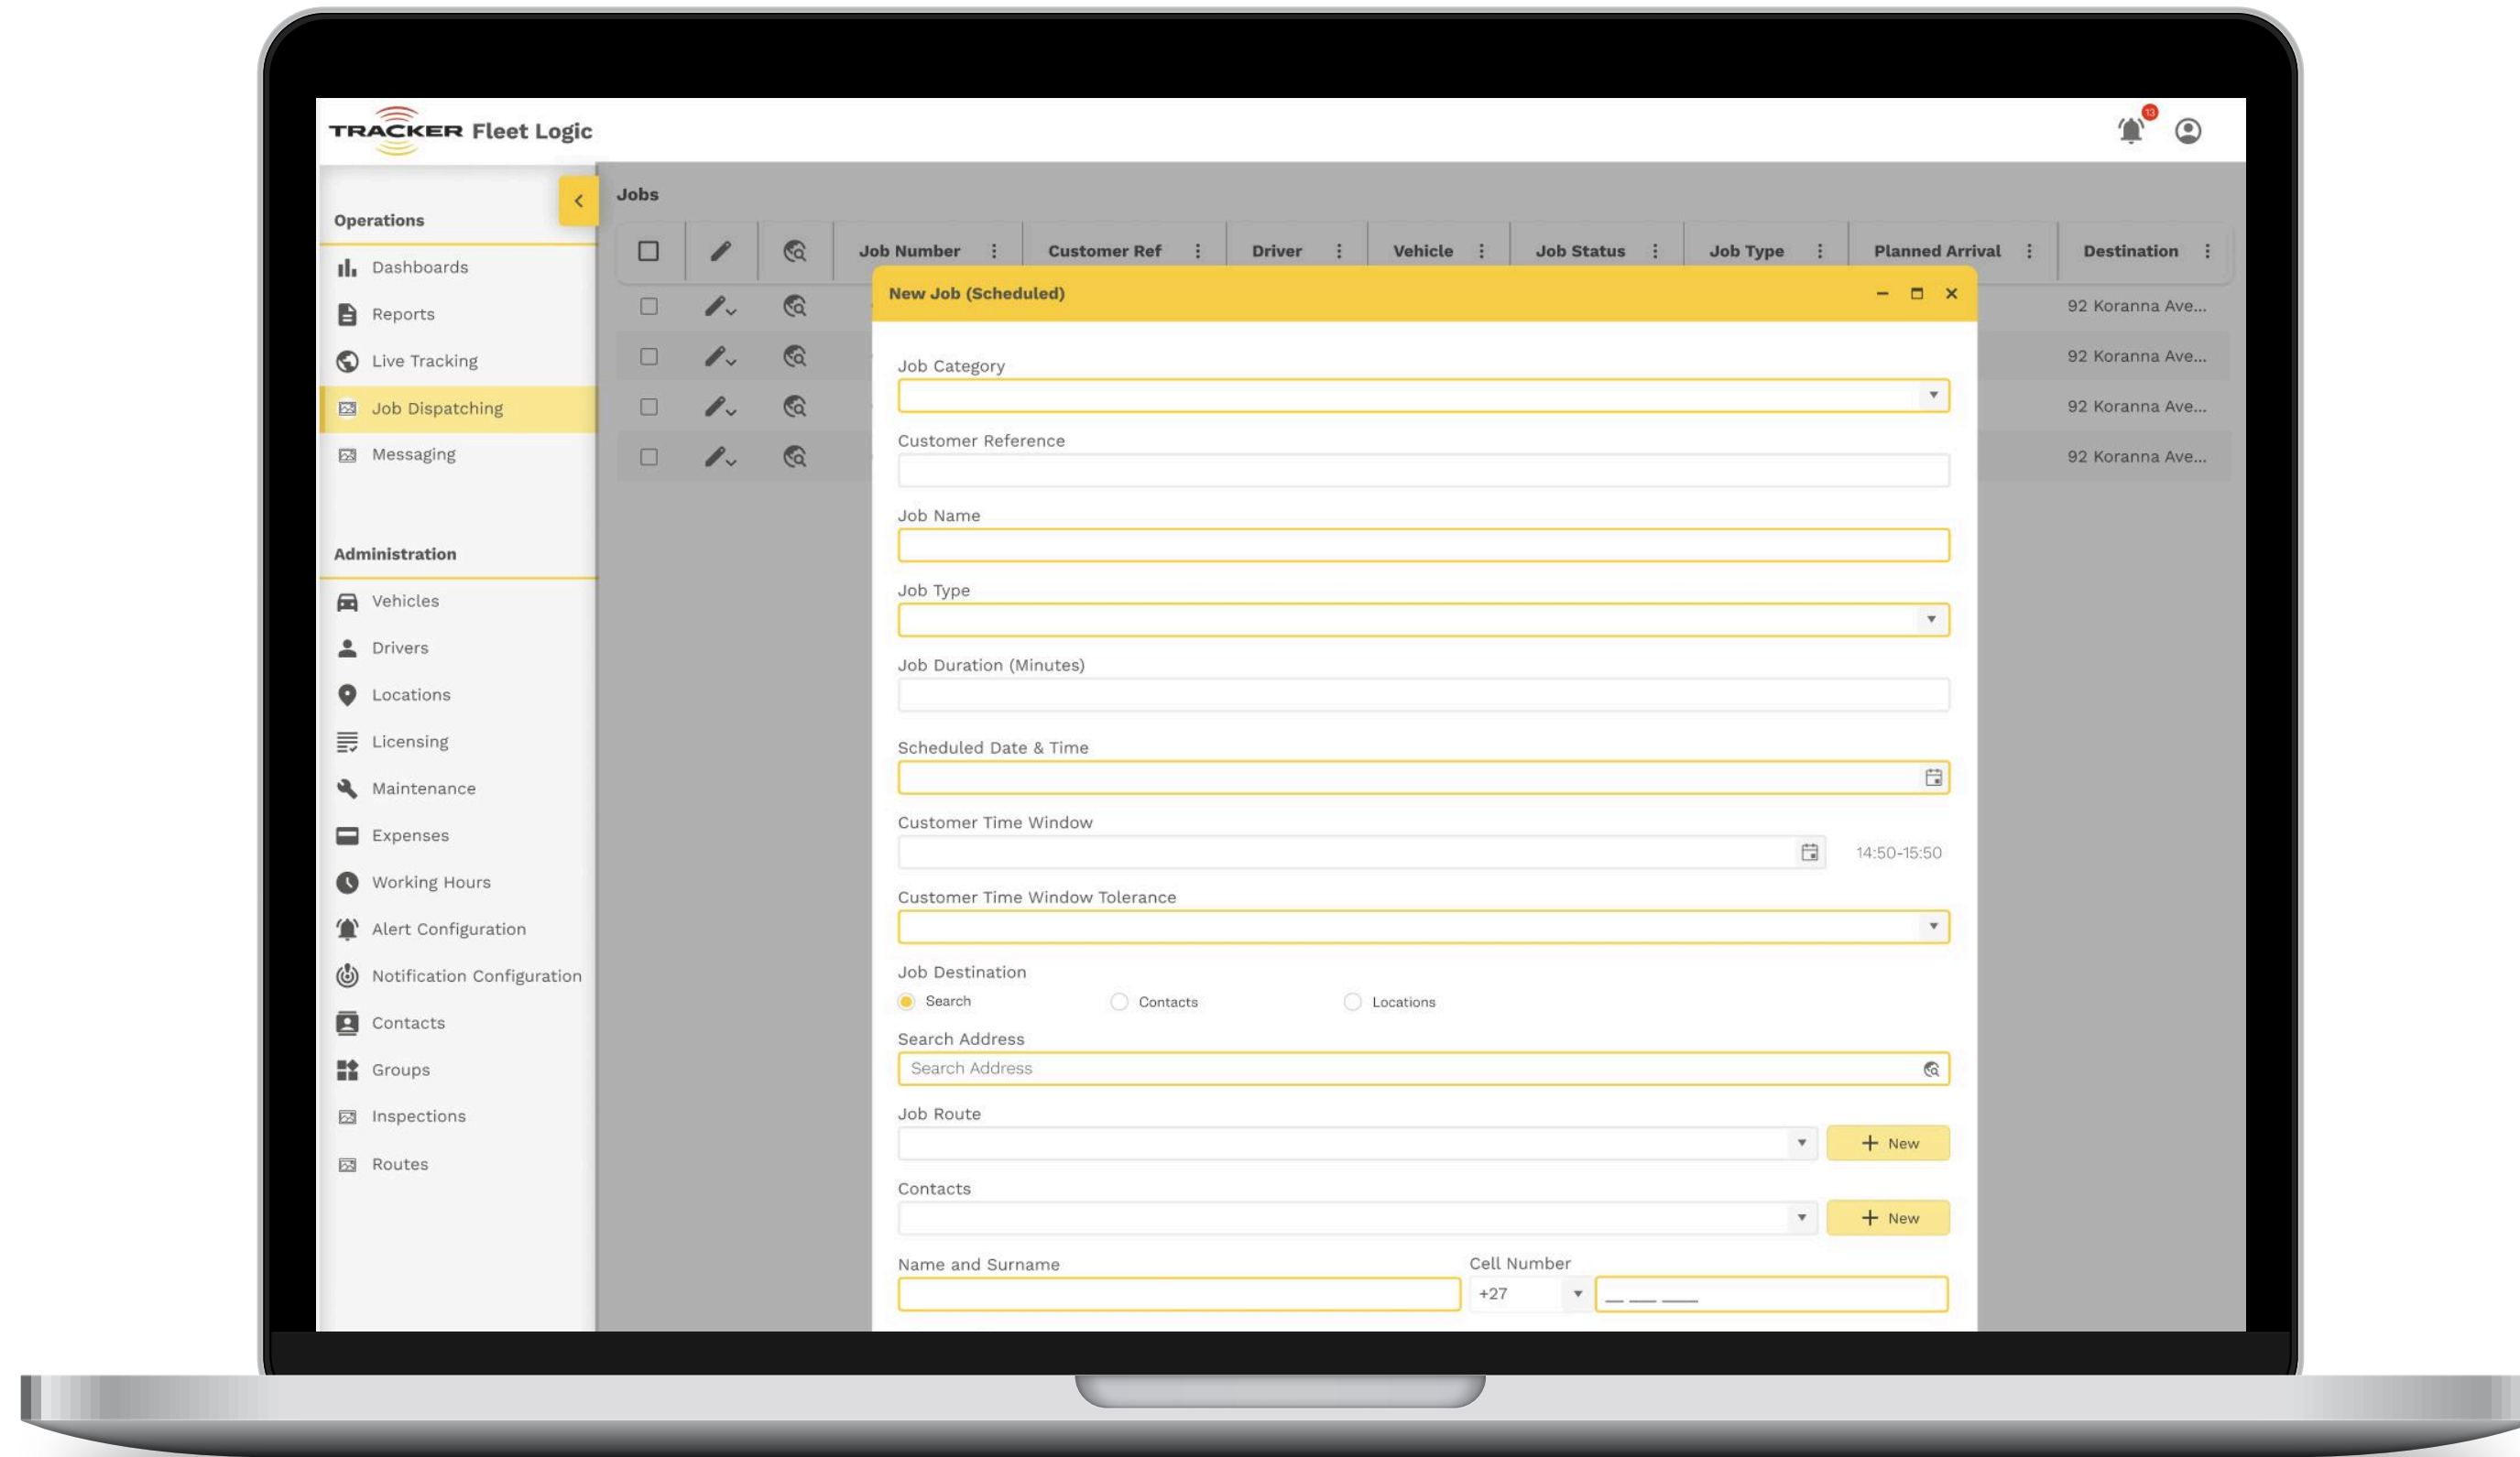 TRACKER Fleet Logic
13
Operations
Dashboards
Reports
Live Tracking
Job Dispatching
Messaging
Administration
Vehicles
Drivers
Locations
Licensing
Maintenance
Expenses
Working Hours
Alert Configuration
Notification Configuration
Contacts
Groups
Inspections
Routes
Jobs
Job Number Customer Ref Driver Vehicle Job Status Job Type Planned Arrival Destination
92 Koranna Ave...
92 Koranna Ave...
92 Koranna Ave...
92 Koranna Ave...
New Job (Scheduled)
Job Category
Customer Reference
Job Name
Job Type
Job Duration (Minutes)
Scheduled Date & Time
Customer Time Window
14:50-15:50
Customer Time Window Tolerance
Job Destination
Search Contacts Locations
Search Address
Search Address
Job Route
+ New
Contacts
+ New
Name and Surname Cell Number
+27 __ ___ ____